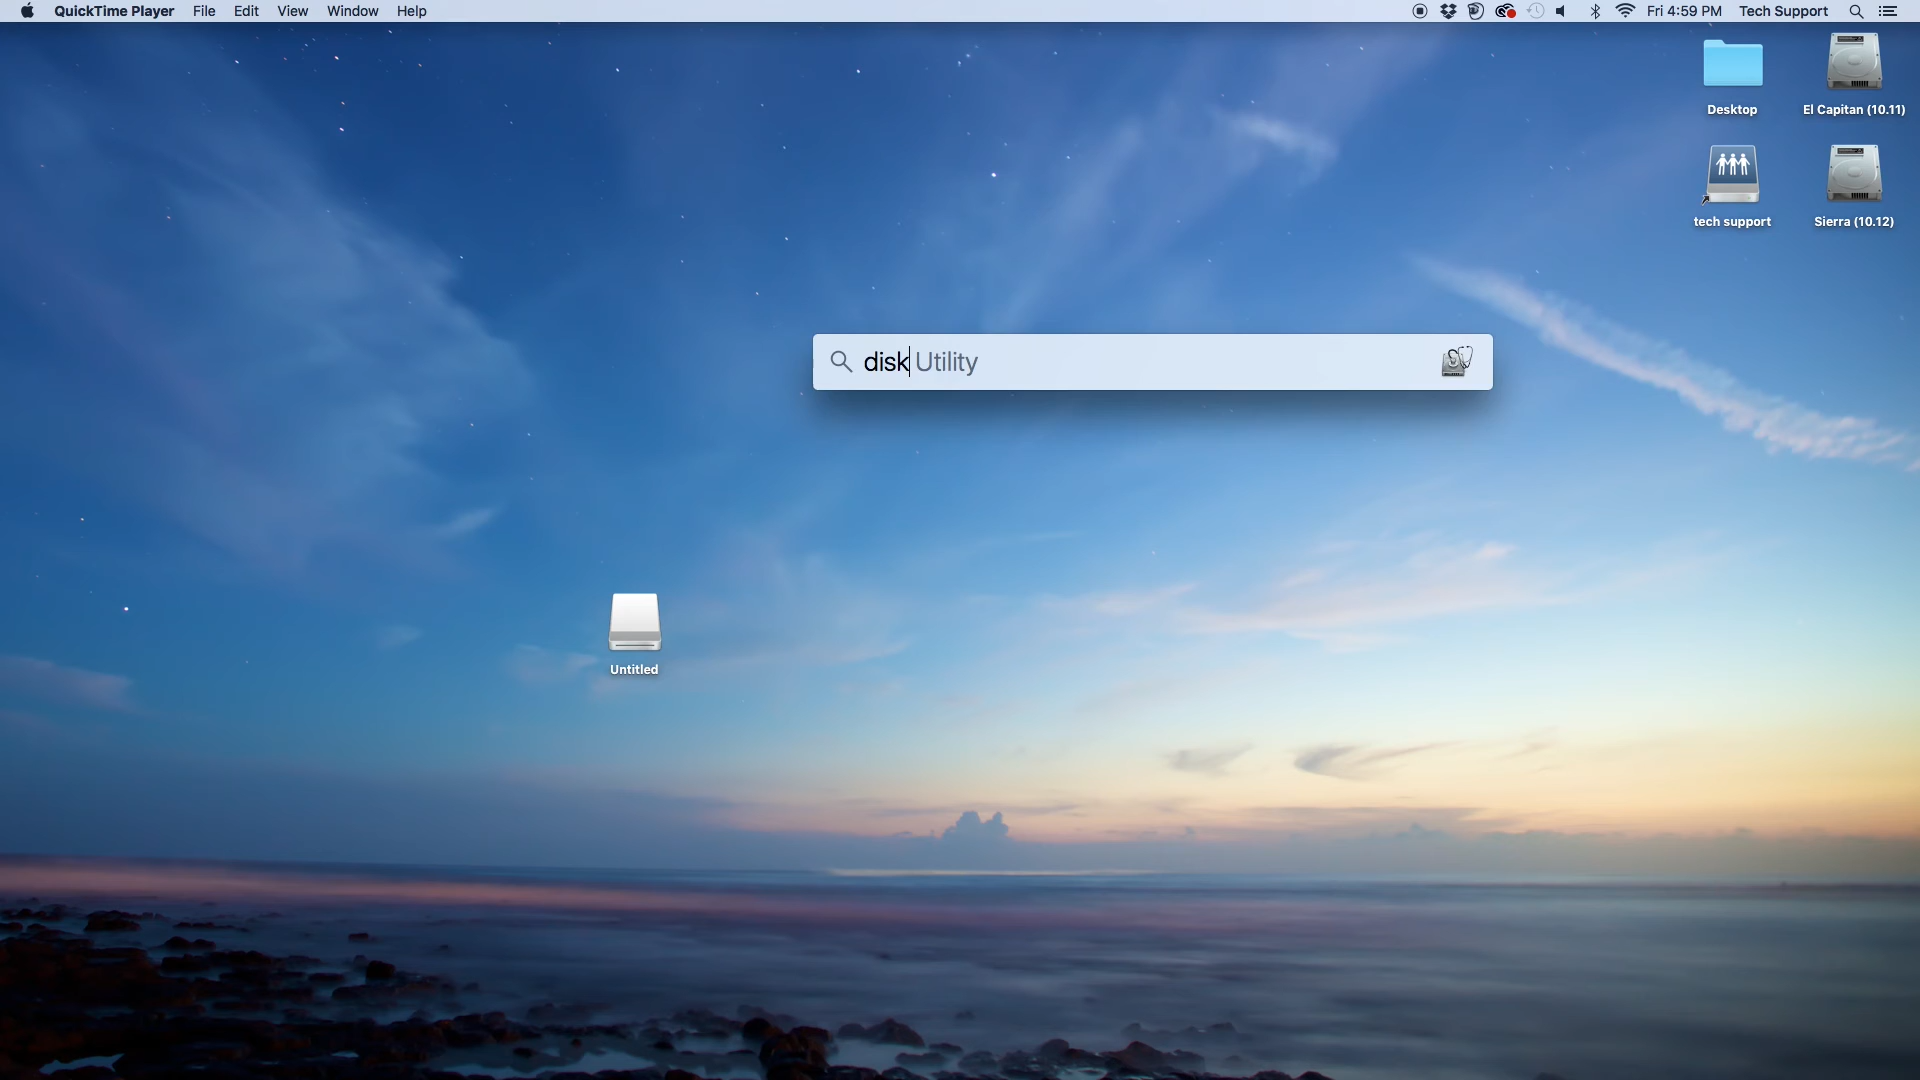 QuickTime Player File Edit View Window Help Fri 4:59 PM Tech Support
Desktop
El Capitan (10.11)
tech support
Sierra (10.12)
disk Utility
Untitled